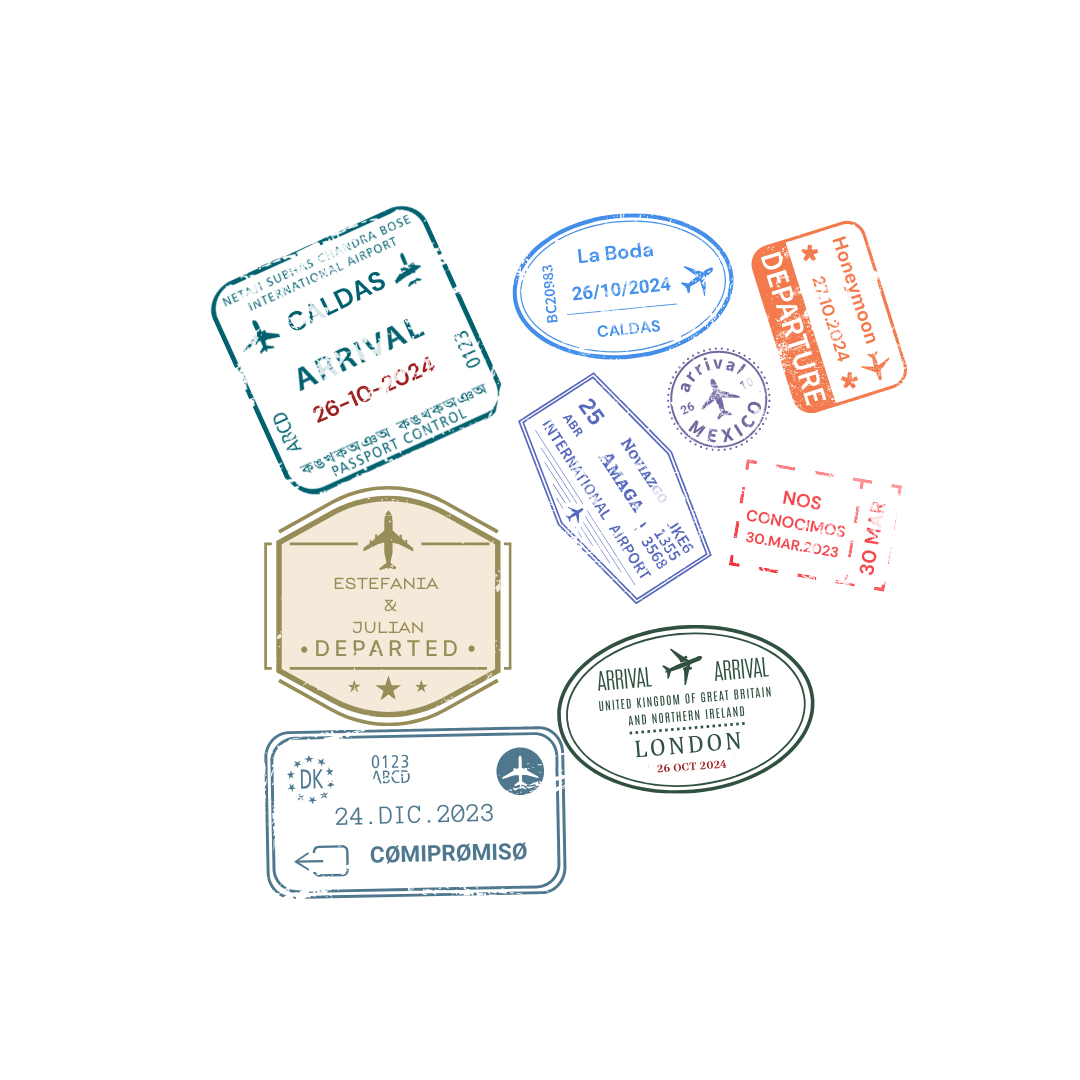 NETAJI SUBHAS CHANDRA BOSE
INTERNATIONAL AIRPORT
CALDAS
ARRIVAL
26-10-2024
0123
ABCD
PASSPORT CONTROL
La Boda
26/10/2024
CALDAS
BC20983
DEPARTURE
Honeymoon
27.10.2024
arrival
26 10
MEXICO
25
ABR
NOVIAZGO
AMAGA
INTERNATIONAL AIRPORT
JKE6
1355
3568
NOS
CONOCIMOS
30.MAR.2023
30 MAR
ESTEFANIA
&
JULIAN
• DEPARTED •
ARRIVAL ARRIVAL
UNITED KINGDOM OF GREAT BRITAIN
AND NORTHERN IRELAND
LONDON
26 OCT 2024
DK
0123
ABCD
24.DIC.2023
CØMIPRØMISØ